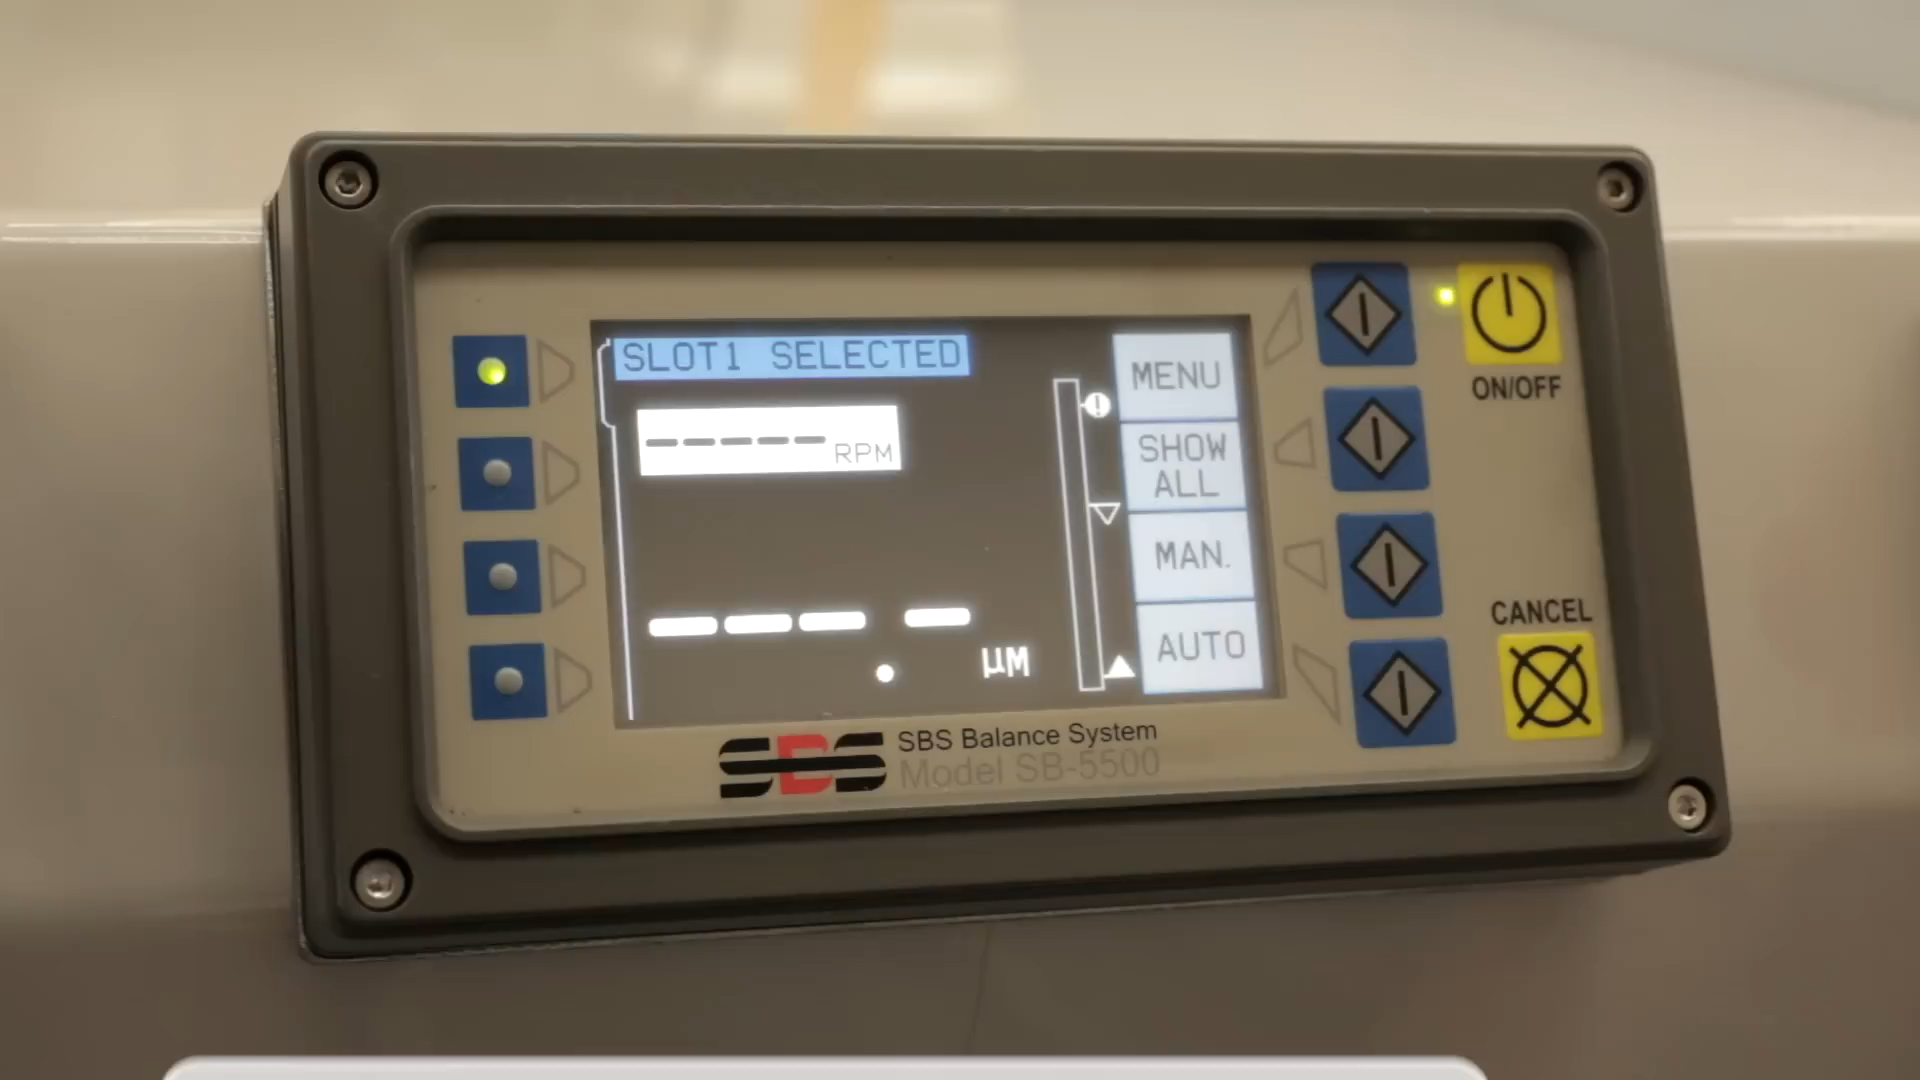 SLOT1 SELECTED
-----RPM
---.- µM
MENU
SHOW
ALL
MAN.
AUTO
ON/OFF
CANCEL
SBS
SBS Balance System
Model SB-5500